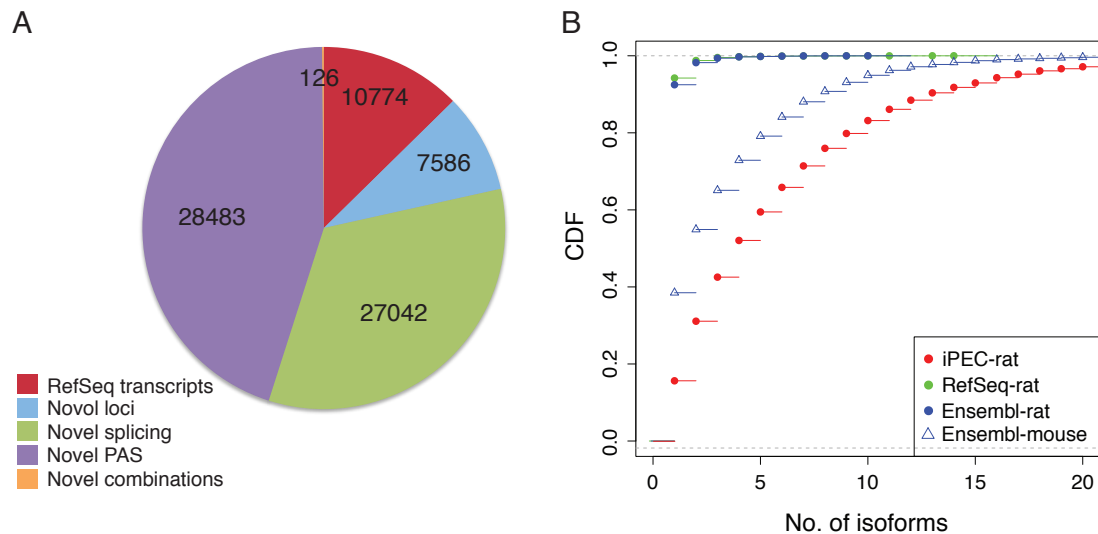 A
126
10774
7586
28483
27042
RefSeq transcripts
Novol loci
Novel splicing
Novel PAS
Novel combinations
B
CDF
1.0
0.8
0.6
0.4
0.2
0.0
iPEC-rat
RefSeq-rat
Ensembl-rat
Ensembl-mouse
0 5 10 15 20
No. of isoforms